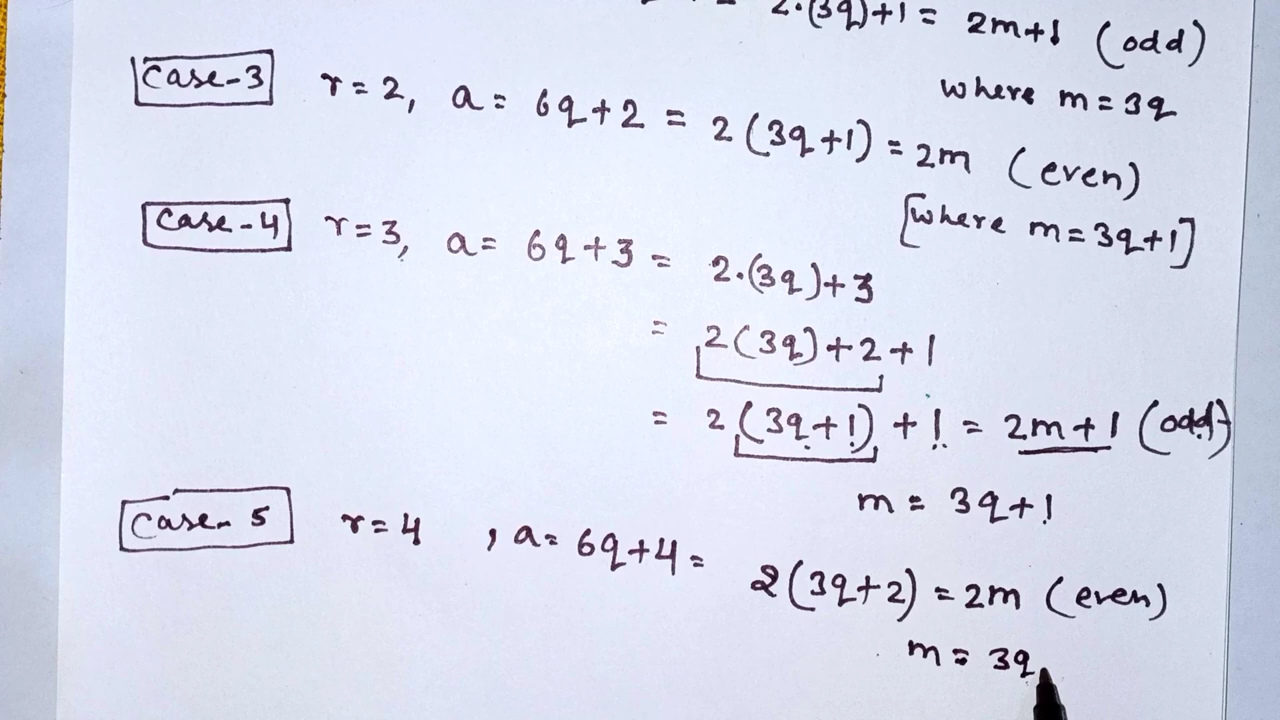 2·(3q)+1 = 2m+1 (odd)
where m = 3q
Case-3 r = 2, a = 6q+2 = 2(3q+1) = 2m (even)
[where m = 3q+1]
Case-4 r = 3, a = 6q+3 = 2·(3q)+3
= 2(3q)+2+1
= 2(3q+1)+1 = 2m+1 (odd)
m = 3q+1
Case-5 r = 4, a = 6q+4 = 2(3q+2) = 2m (even)
m = 3q